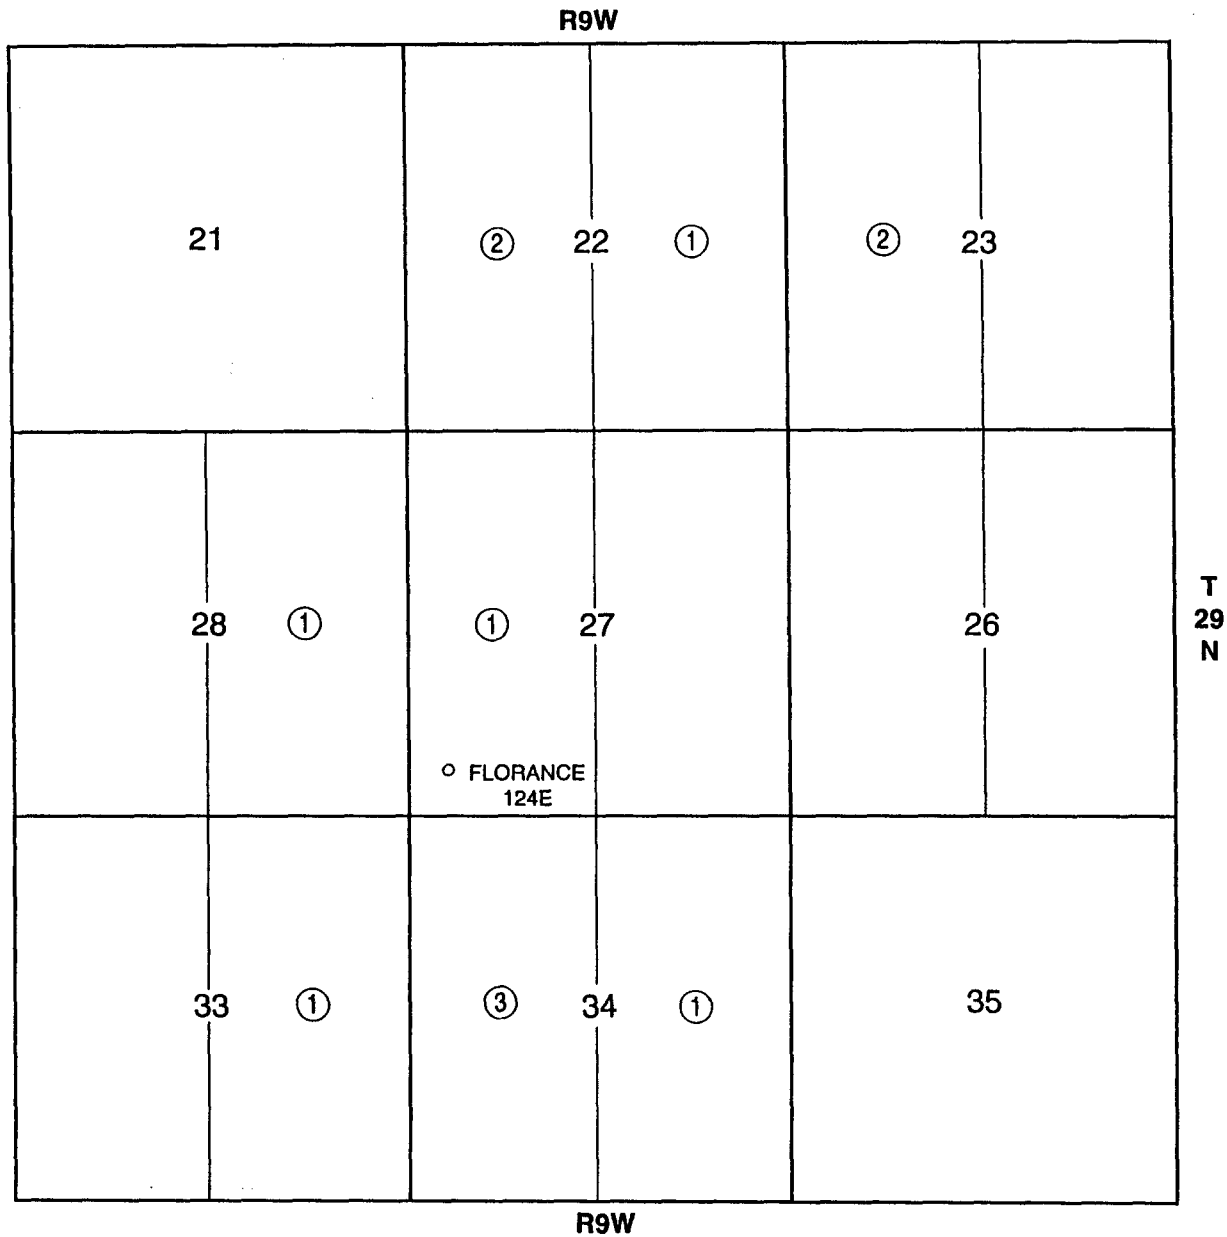 R9W
21 ② 22 ① ② 23
28 ① ① 27 26
T
29
N
FLORANCE
124E
33 ① ③ 34 ① 35
R9W